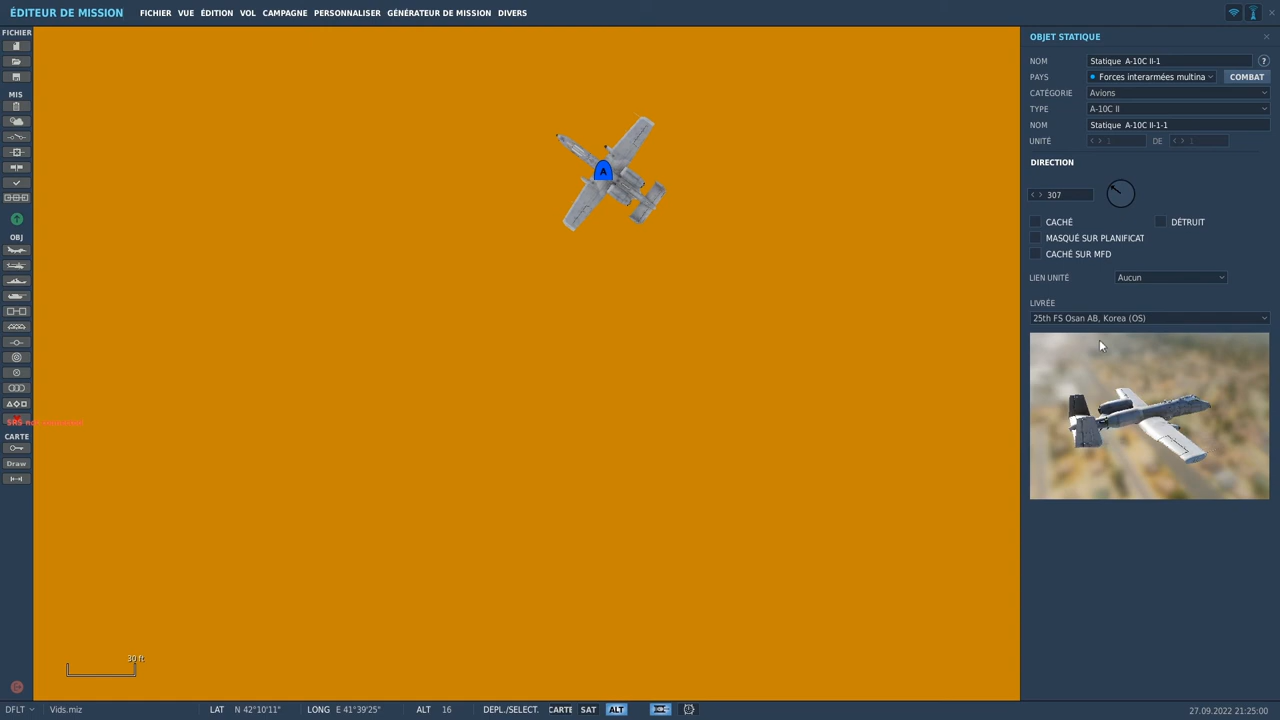 ÉDITEUR DE MISSION FICHIER VUE ÉDITION VOL CAMPAGNE PERSONNALISER GÉNÉRATEUR DE MISSION DIVERS
FICHIER
MIS
OBJ
SRS not
CARTE
Draw
A
30 ft
OBJET STATIQUE
NOM Statique A-10C II-1 ?
PAYS Forces interarmées multina COMBAT
CATÉGORIE Avions
TYPE A-10C II
NOM Statique A-10C II-1-1
UNITÉ 1 DE 1
DIRECTION
307
CACHÉ DÉTRUIT
MASQUÉ SUR PLANIFICAT
CACHÉ SUR MFD
LIEN UNITÉ Aucun
LIVRÉE
25th FS Osan AB, Korea (OS)
DFLT Vids.miz LAT N 42°10'11" LONG E 41°39'25" ALT 16 DEPL./SELECT. CARTE SAT ALT 27.09.2022 21:25:00